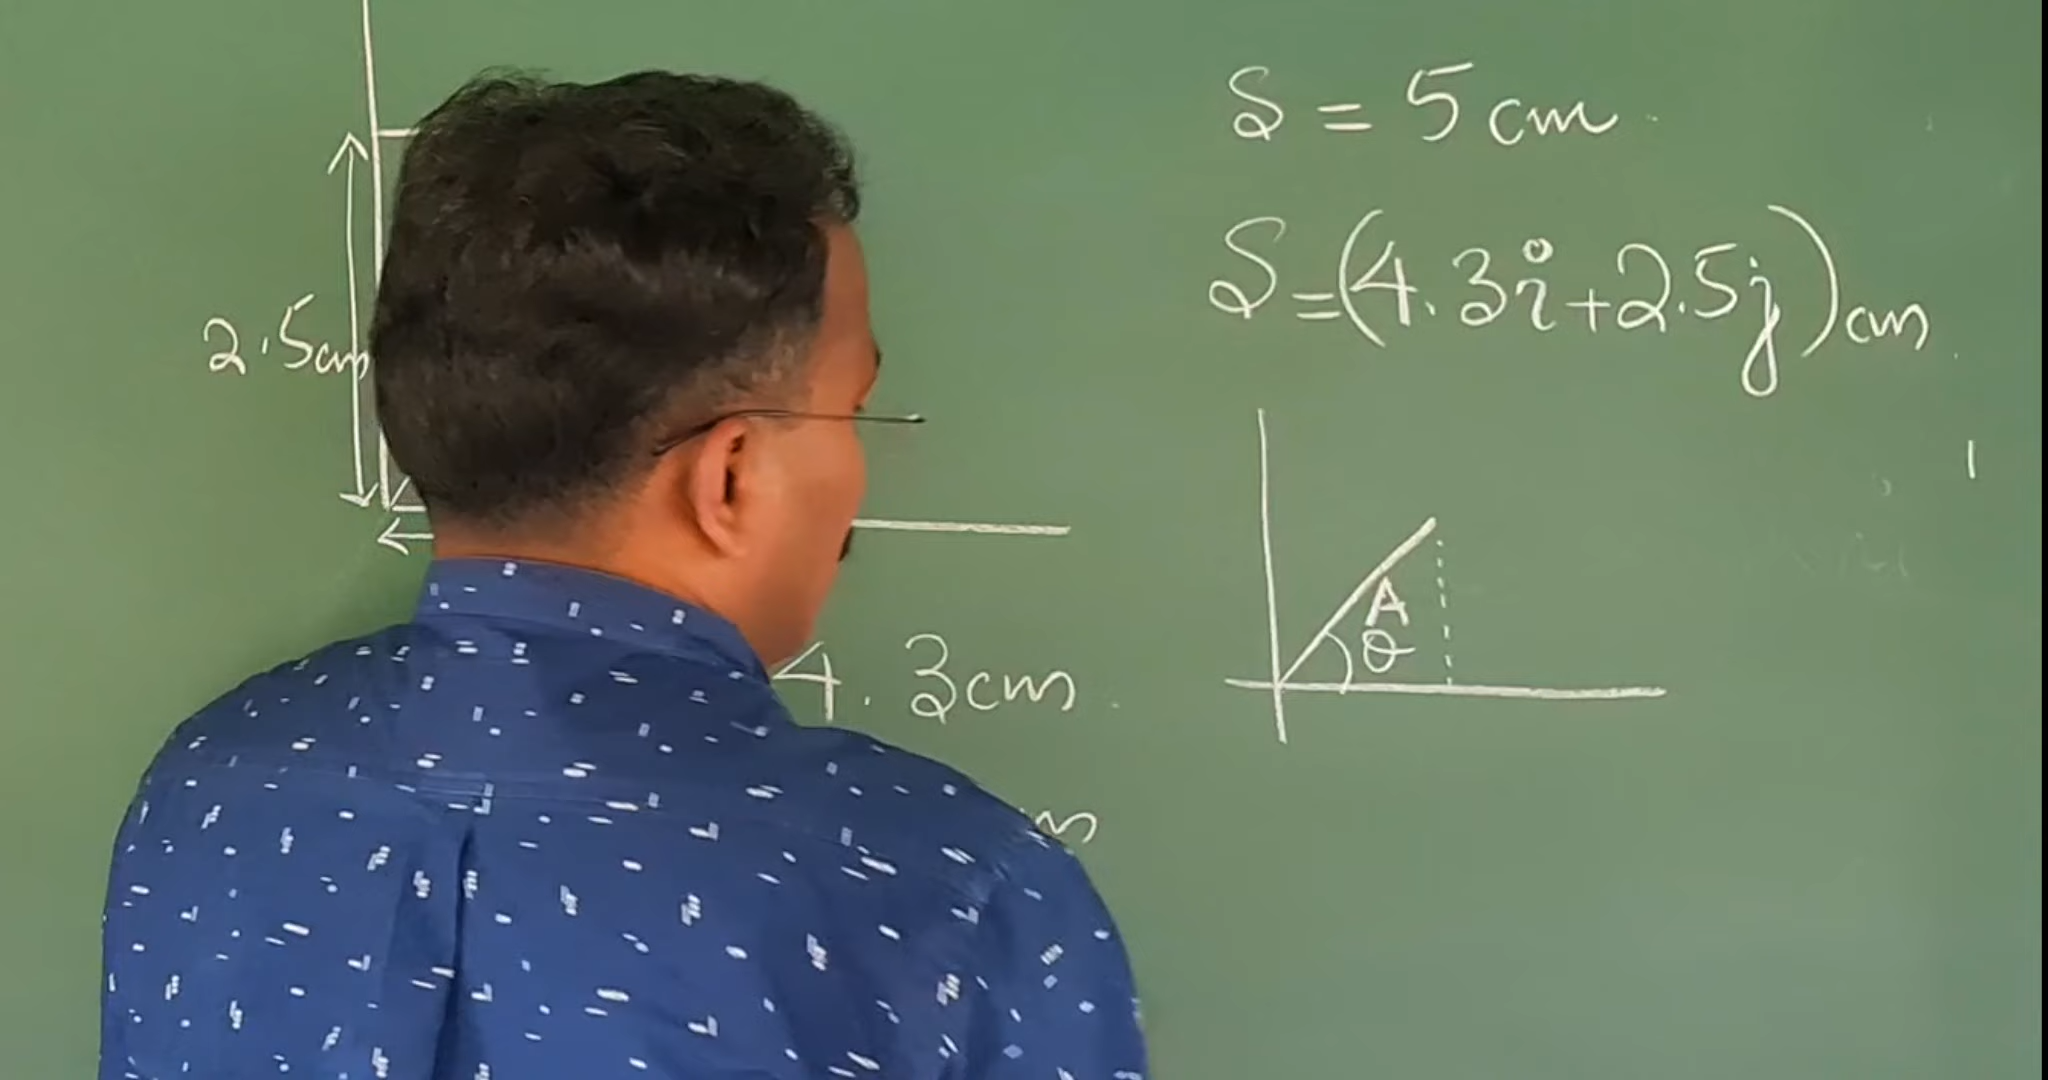 S = 5 cm
S = (4.3i + 2.5j) cm
2.5cm
A
θ
4.3cm